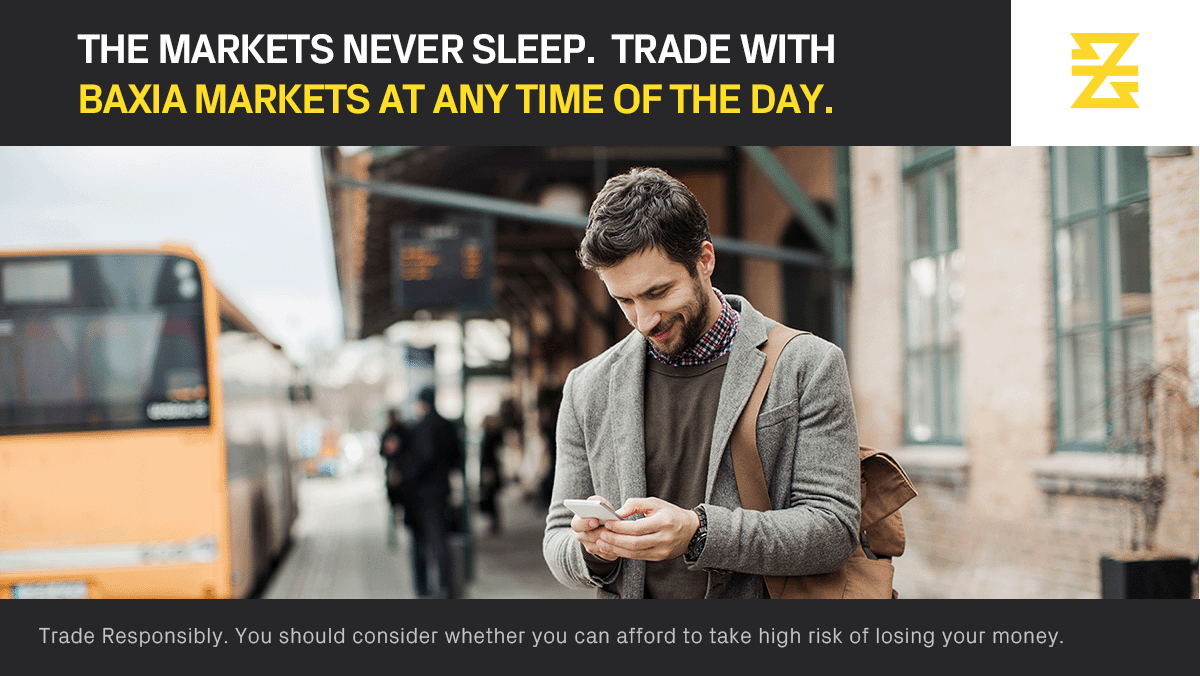 THE MARKETS NEVER SLEEP. TRADE WITH
BAXIA MARKETS AT ANY TIME OF THE DAY.
Trade Responsibly. You should consider whether you can afford to take high risk of losing your money.